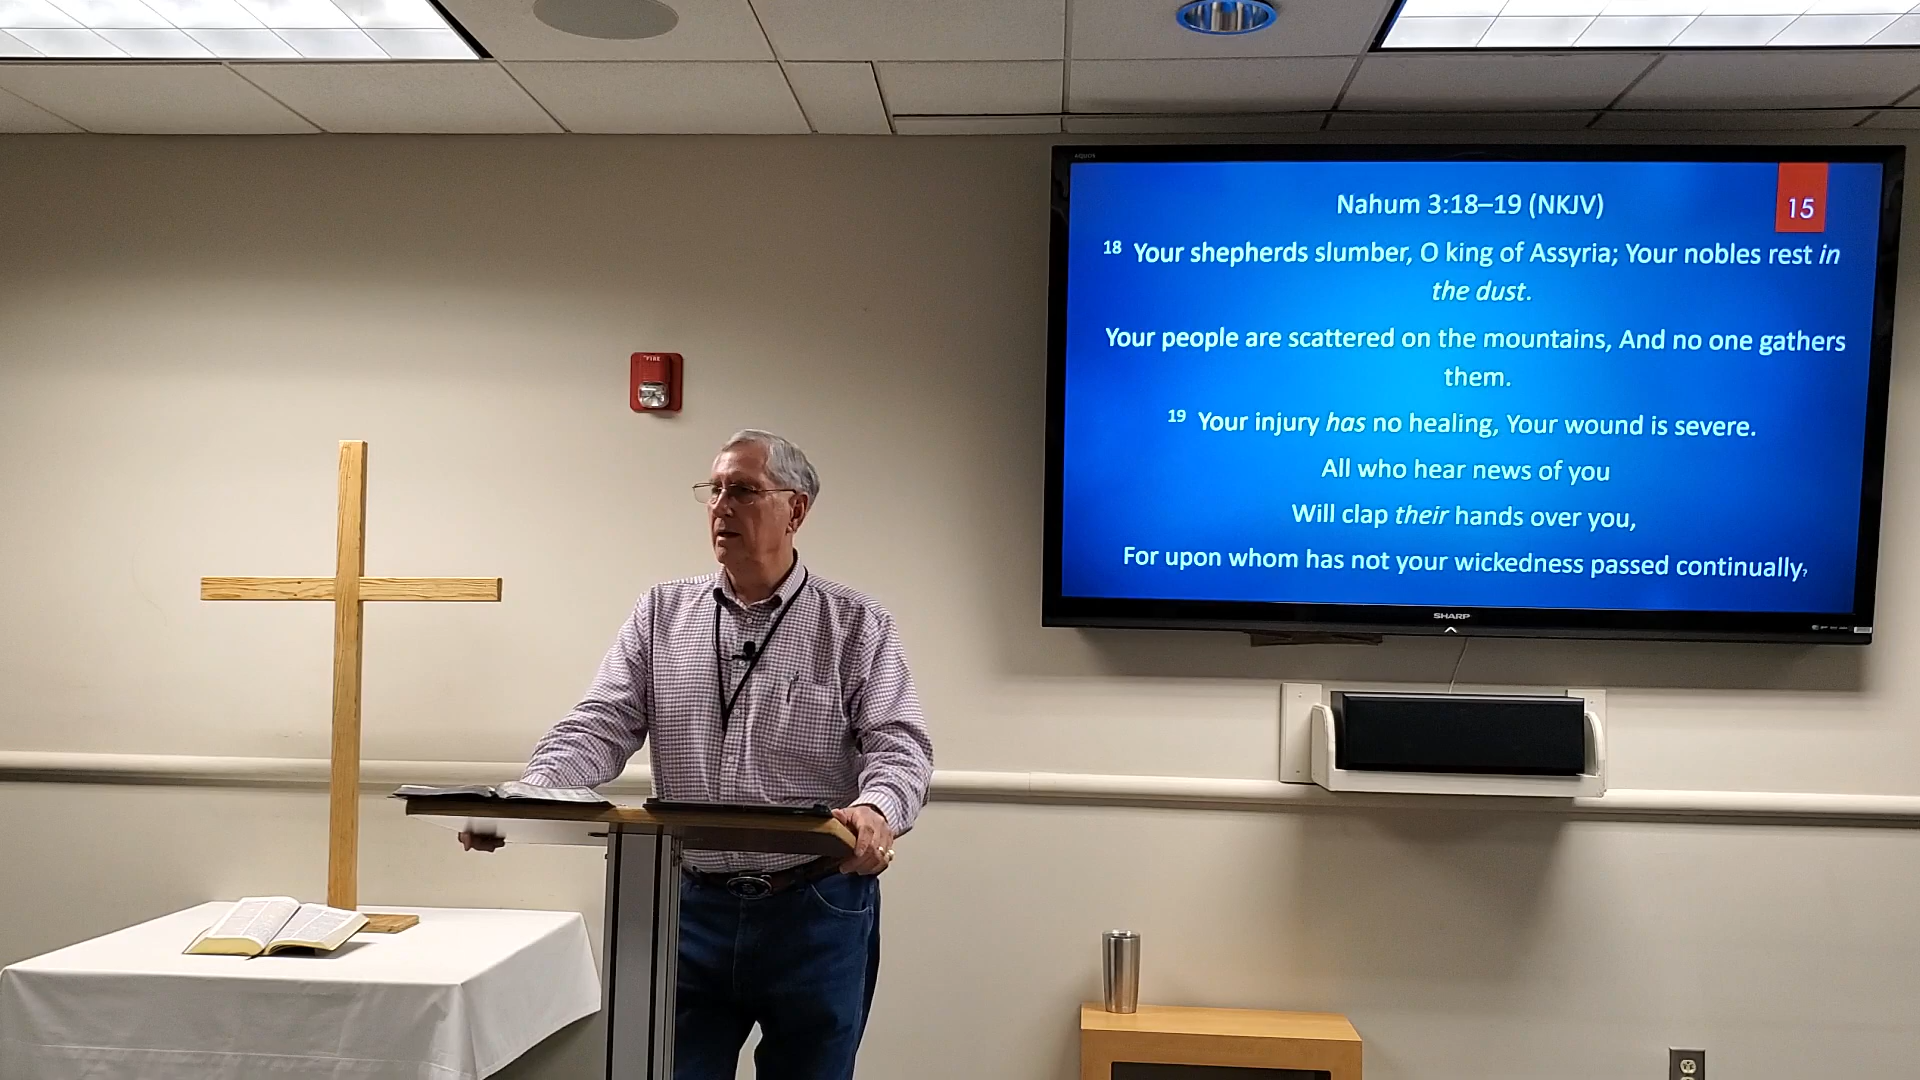 AQUOS
Nahum 3:18–19 (NKJV)
15
18 Your shepherds slumber, O king of Assyria; Your nobles rest in
the dust.
Your people are scattered on the mountains, And no one gathers
them.
19 Your injury has no healing, Your wound is severe.
All who hear news of you
Will clap their hands over you,
For upon whom has not your wickedness passed continually?
SHARP
FIRE